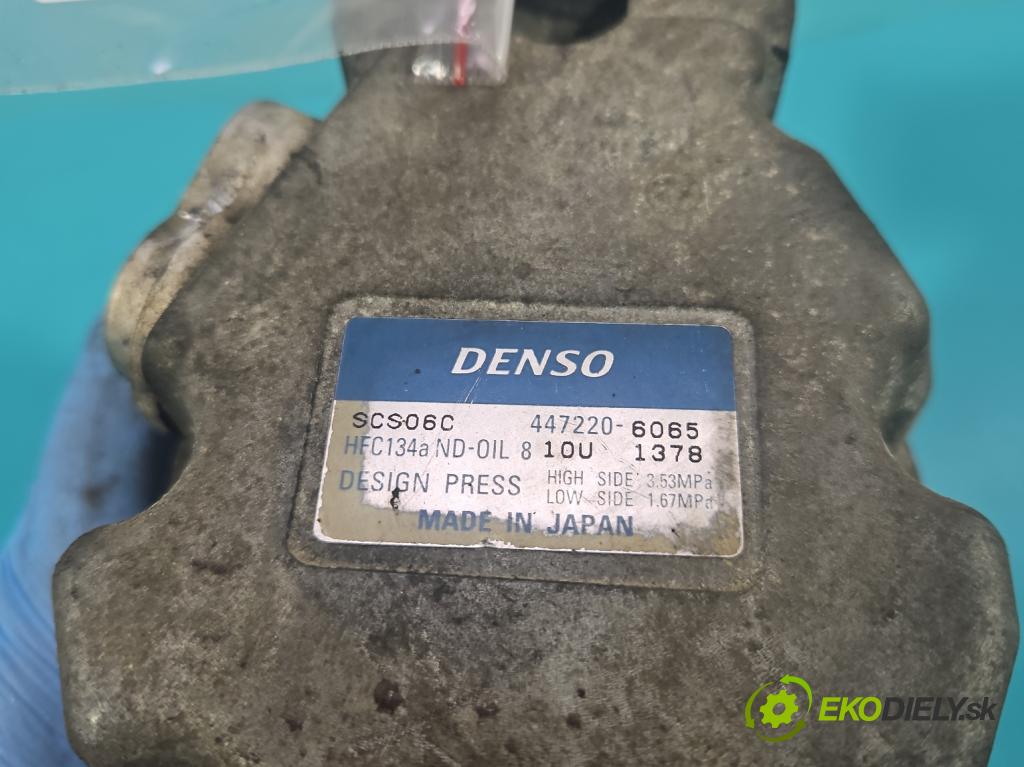 DENSO
SCS06C 447220-6065
HFC134a ND-OIL 8 10U 1378
DESIGN PRESS HIGH SIDE 3.53MPa
LOW SIDE 1.67MPa
MADE IN JAPAN
EKODIELY.sk